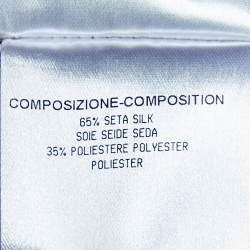 COMPOSIZIONE-COMPOSITION
65% SETA SILK
SOIE SEIDE SEDA
35% POLIESTERE POLYESTER
POLIESTER